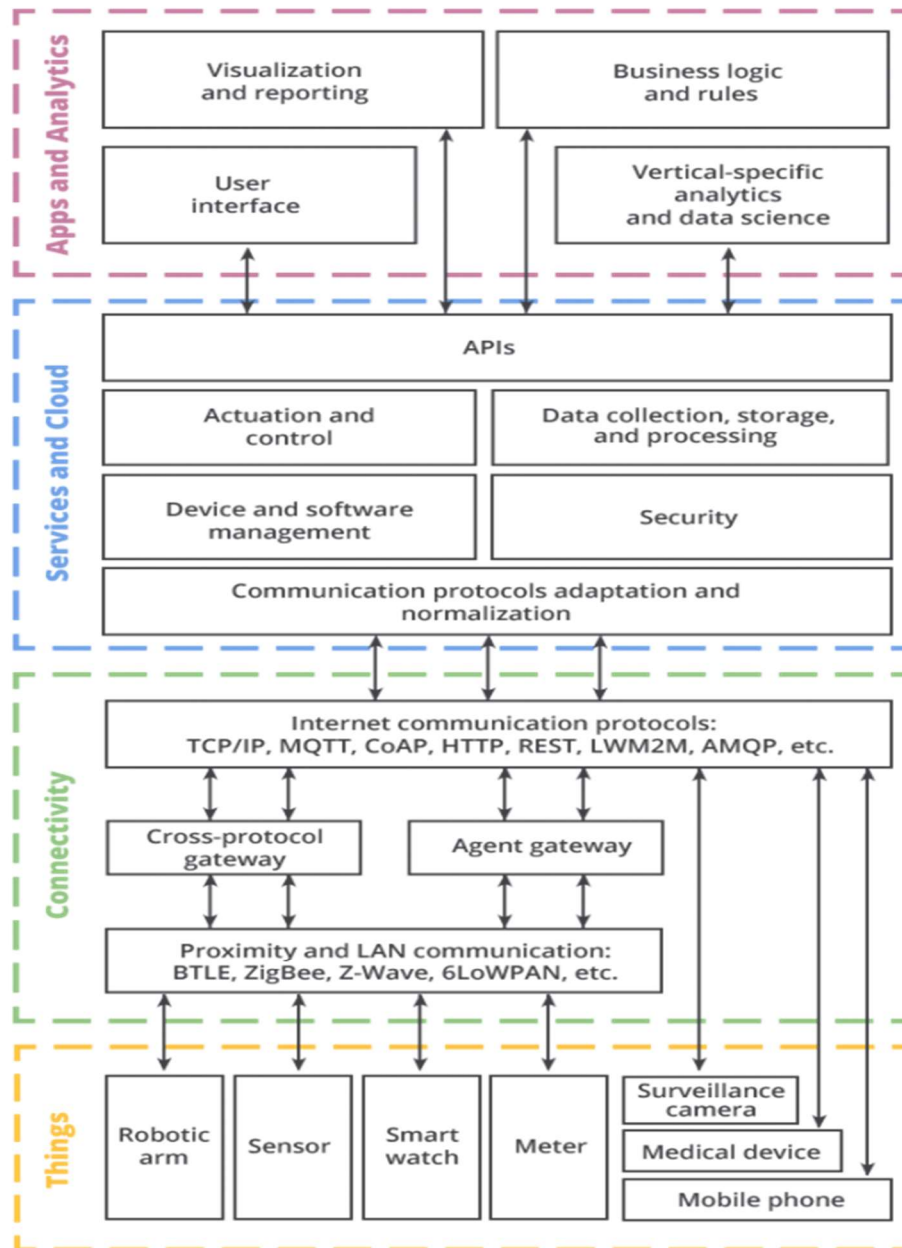 Apps and Analytics
Visualization
and reporting
Business logic
and rules
User
interface
Vertical-specific
analytics
and data science
Services and Cloud
APIs
Actuation and
control
Data collection, storage,
and processing
Device and software
management
Security
Communication protocols adaptation and
normalization
Connectivity
Internet communication protocols:
TCP/IP, MQTT, CoAP, HTTP, REST, LWM2M, AMQP, etc.
Cross-protocol
gateway
Agent gateway
Proximity and LAN communication:
BTLE, ZigBee, Z-Wave, 6LoWPAN, etc.
Things
Robotic
arm
Sensor
Smart
watch
Meter
Surveillance
camera
Medical device
Mobile phone